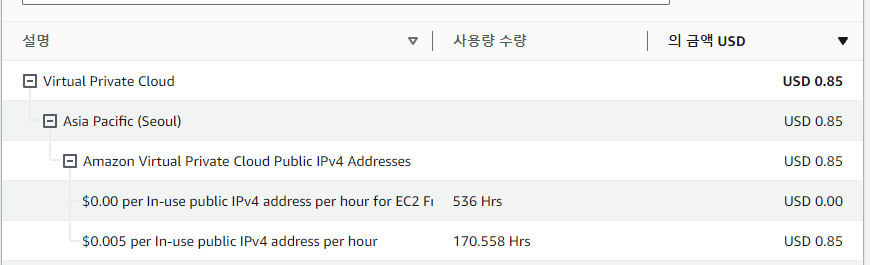 설명 사용량 수량 의 금액 USD
Virtual Private Cloud USD 0.85
Asia Pacific (Seoul) USD 0.85
Amazon Virtual Private Cloud Public IPv4 Addresses USD 0.85
$0.00 per In-use public IPv4 address per hour for EC2 536 Hrs USD 0.00
$0.005 per In-use public IPv4 address per hour 170.558 Hrs USD 0.85